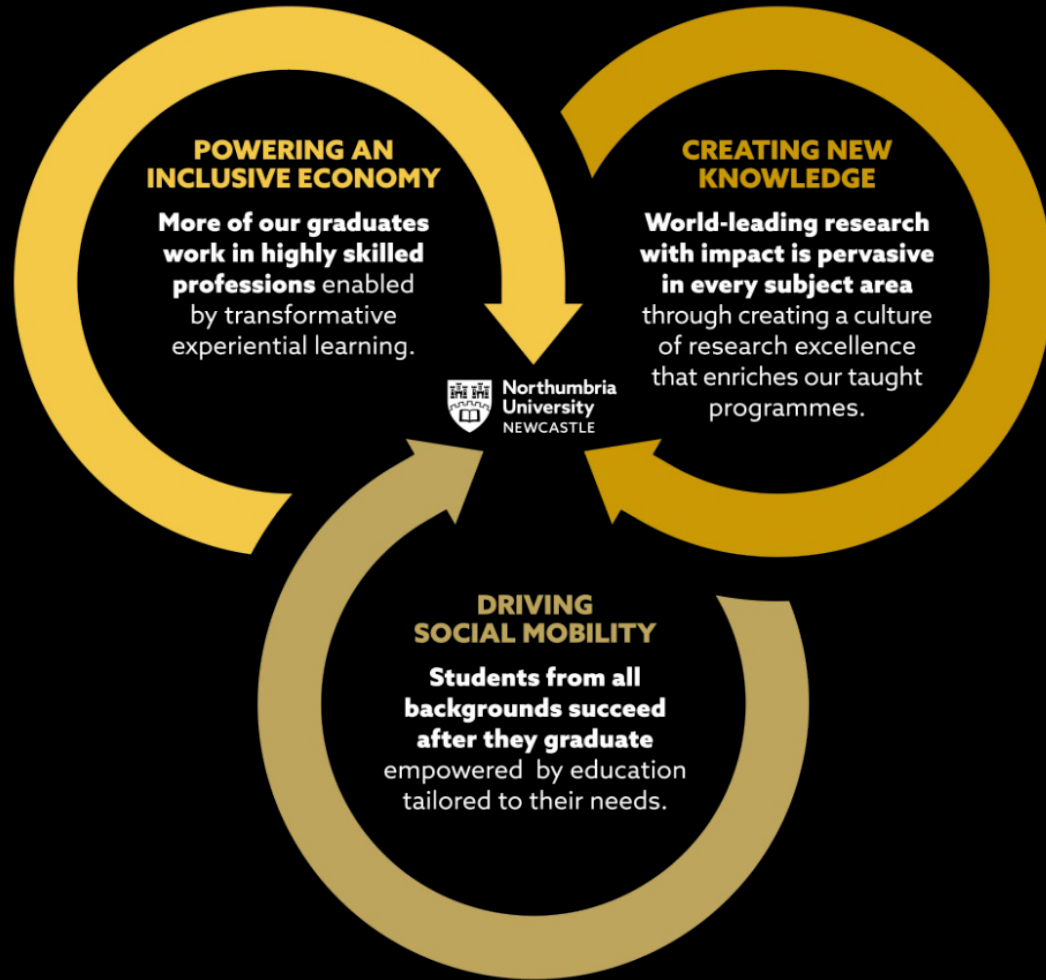 POWERING AN
INCLUSIVE ECONOMY
More of our graduates
work in highly skilled
professions enabled
by transformative
experiential learning.
CREATING NEW
KNOWLEDGE
World-leading research
with impact is pervasive
in every subject area
through creating a culture
of research excellence
that enriches our taught
programmes.
Northumbria
University
NEWCASTLE
DRIVING
SOCIAL MOBILITY
Students from all
backgrounds succeed
after they graduate
empowered by education
tailored to their needs.